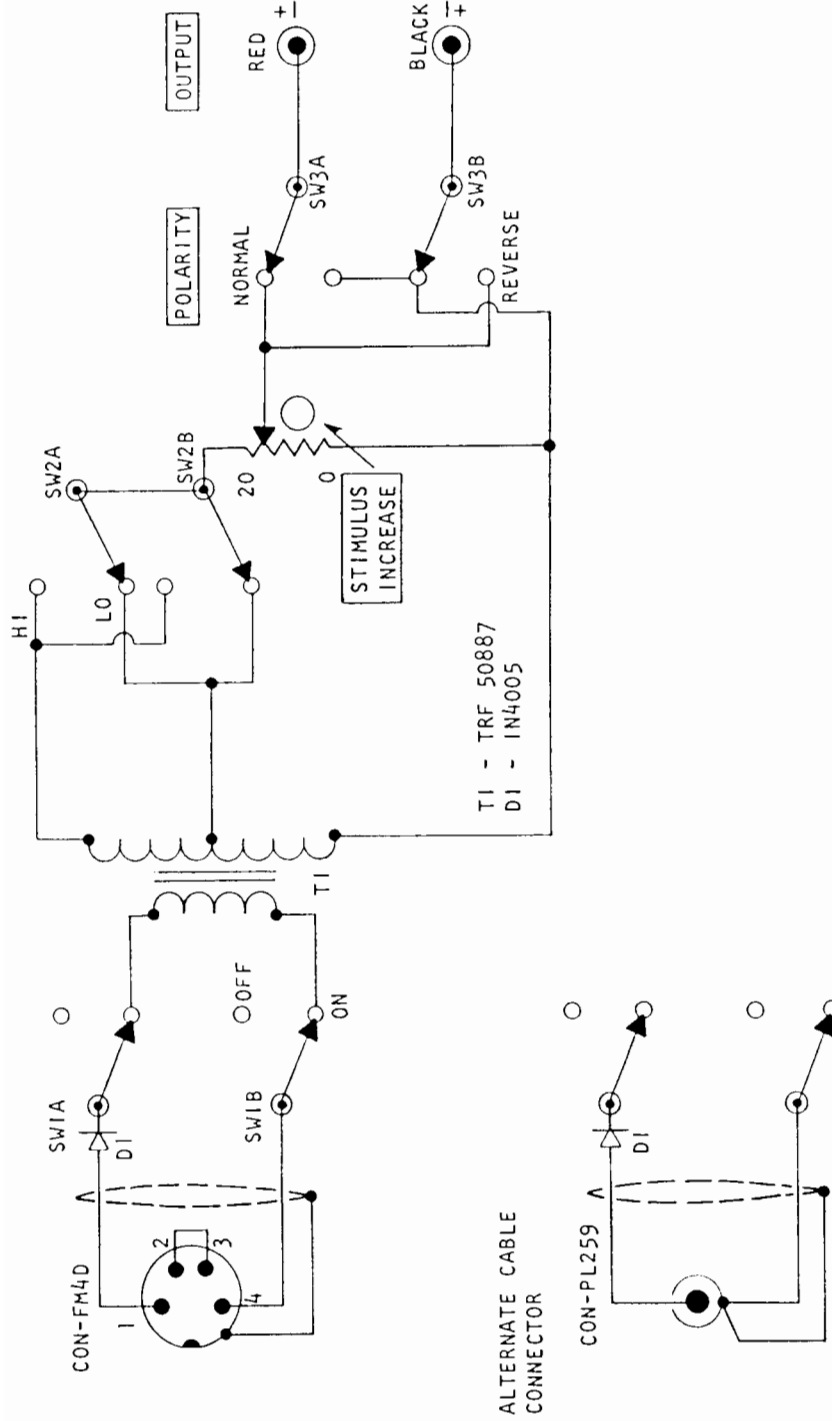 CON-FM4D
1
2
3
4
D1
SW1A
SW1B
OFF
ON
T1
HI
LO
SW2A
SW2B
20
0
STIMULUS
INCREASE
POLARITY
NORMAL
REVERSE
SW3A
SW3B
OUTPUT
RED
+
−
BLACK
−
+
T1 - TRF 50887
D1 - IN4005
ALTERNATE CABLE
CONNECTOR
CON-PL259
D1